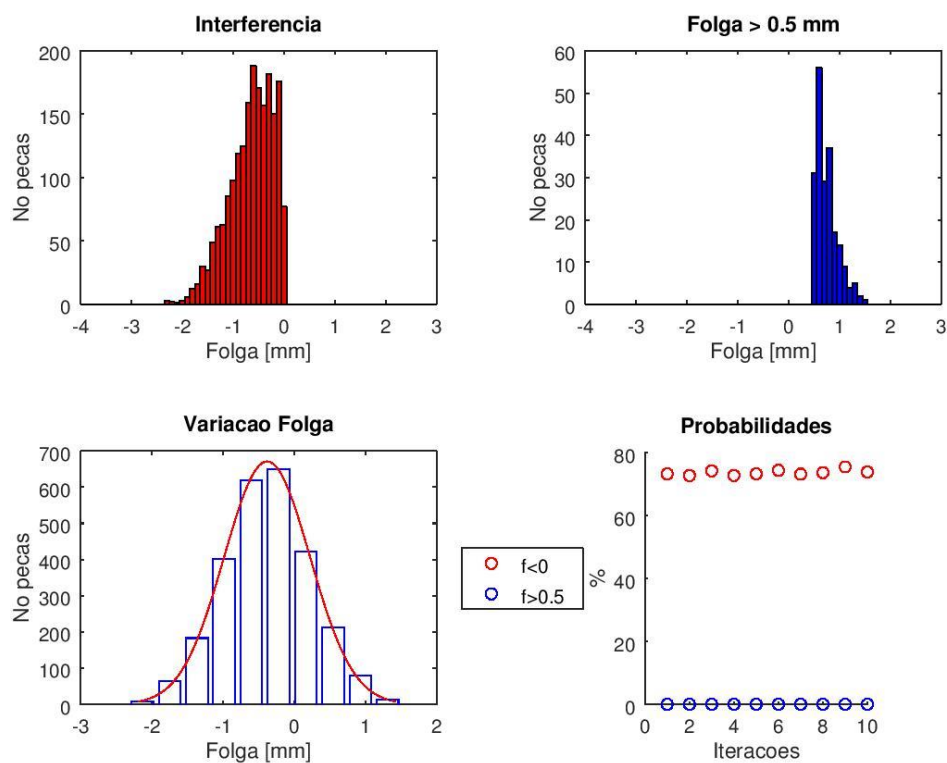 Interferencia
200
150
100
50
0
No pecas
-4 -3 -2 -1 0 1 2 3
Folga [mm]
Folga > 0.5 mm
60
50
40
30
20
10
0
No pecas
-4 -3 -2 -1 0 1 2 3
Folga [mm]
Variacao Folga
700
600
500
400
300
200
100
0
No pecas
-3 -2 -1 0 1 2
Folga [mm]
f<0
f>0.5
Probabilidades
80
60
40
20
0
%
0 2 4 6 8 10
Iteracoes